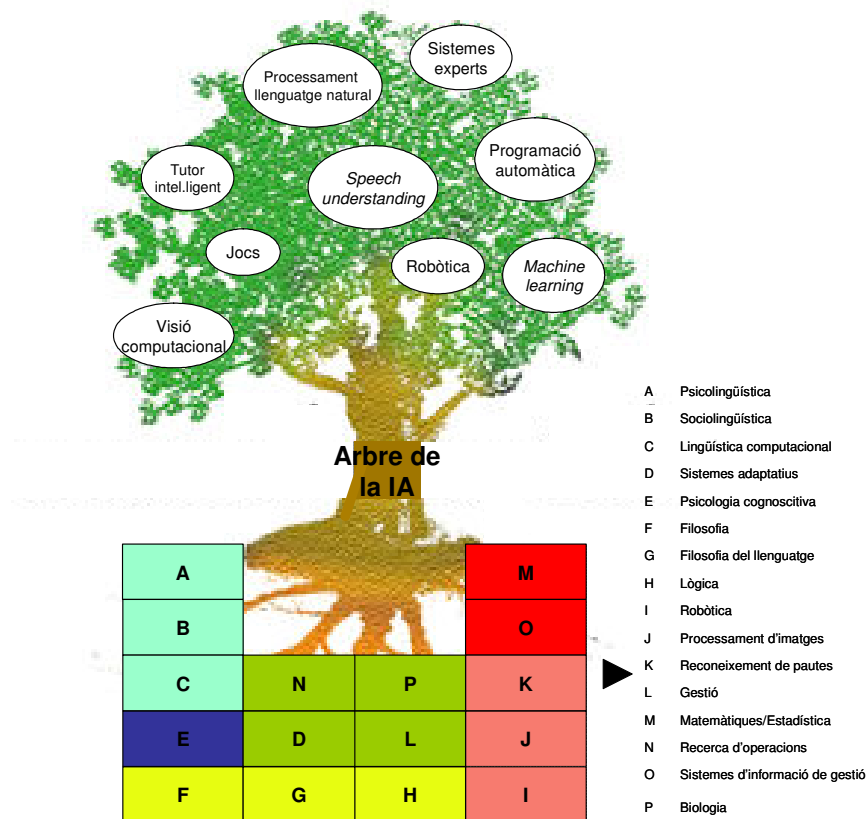 Sistemes
experts
Processament
llenguatge natural
Programació
automàtica
Tutor
intel.ligent
Speech
understanding
Jocs
Robòtica
Machine
learning
Visió
computacional
Arbre de
la IA
A M
B O
C N P K
E D L J
F G H I
A Psicolingüística
B Sociolingüística
C Lingüística computacional
D Sistemes adaptatius
E Psicologia cognoscitiva
F Filosofia
G Filosofia del llenguatge
H Lògica
I Robòtica
J Processament d'imatges
K Reconeixement de pautes
L Gestió
M Matemàtiques/Estadística
N Recerca d'operacions
O Sistemes d'informació de gestió
P Biologia